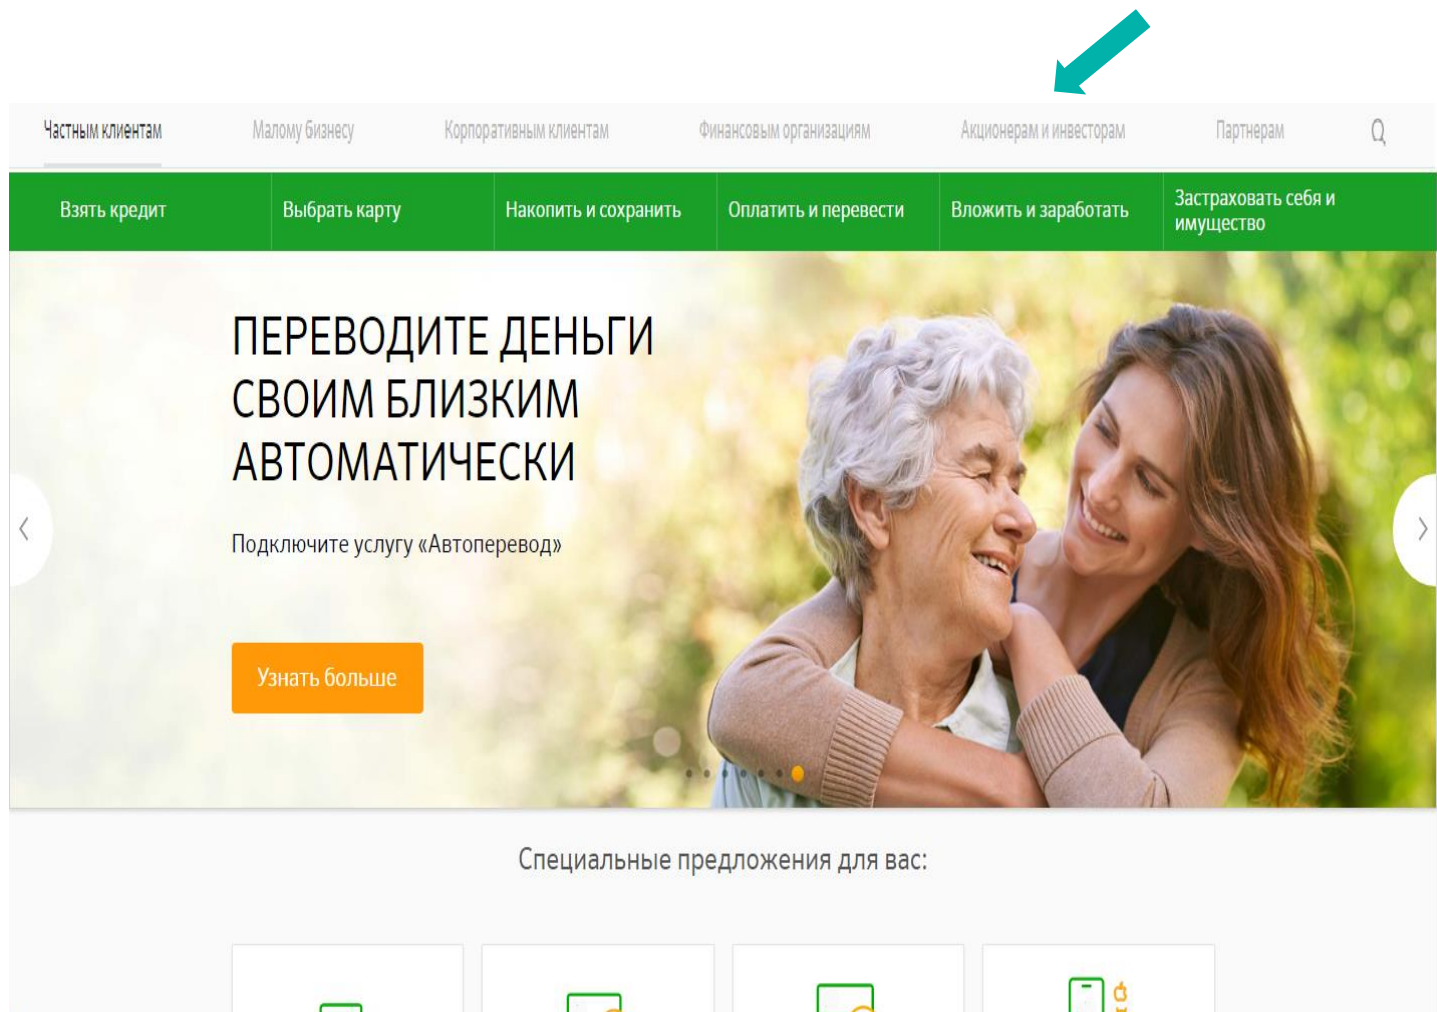 Частным клиентам
Малому бизнесу
Корпоративным клиентам
Финансовым организациям
Акционерам и инвесторам
Партнерам
Взять кредит
Выбрать карту
Накопить и сохранить
Оплатить и перевести
Вложить и заработать
Застраховать себя и
имущество
ПЕРЕВОДИТЕ ДЕНЬГИ
СВОИМ БЛИЗКИМ
АВТОМАТИЧЕСКИ
Подключите услугу «Автоперевод»
Узнать больше
Специальные предложения для вас: